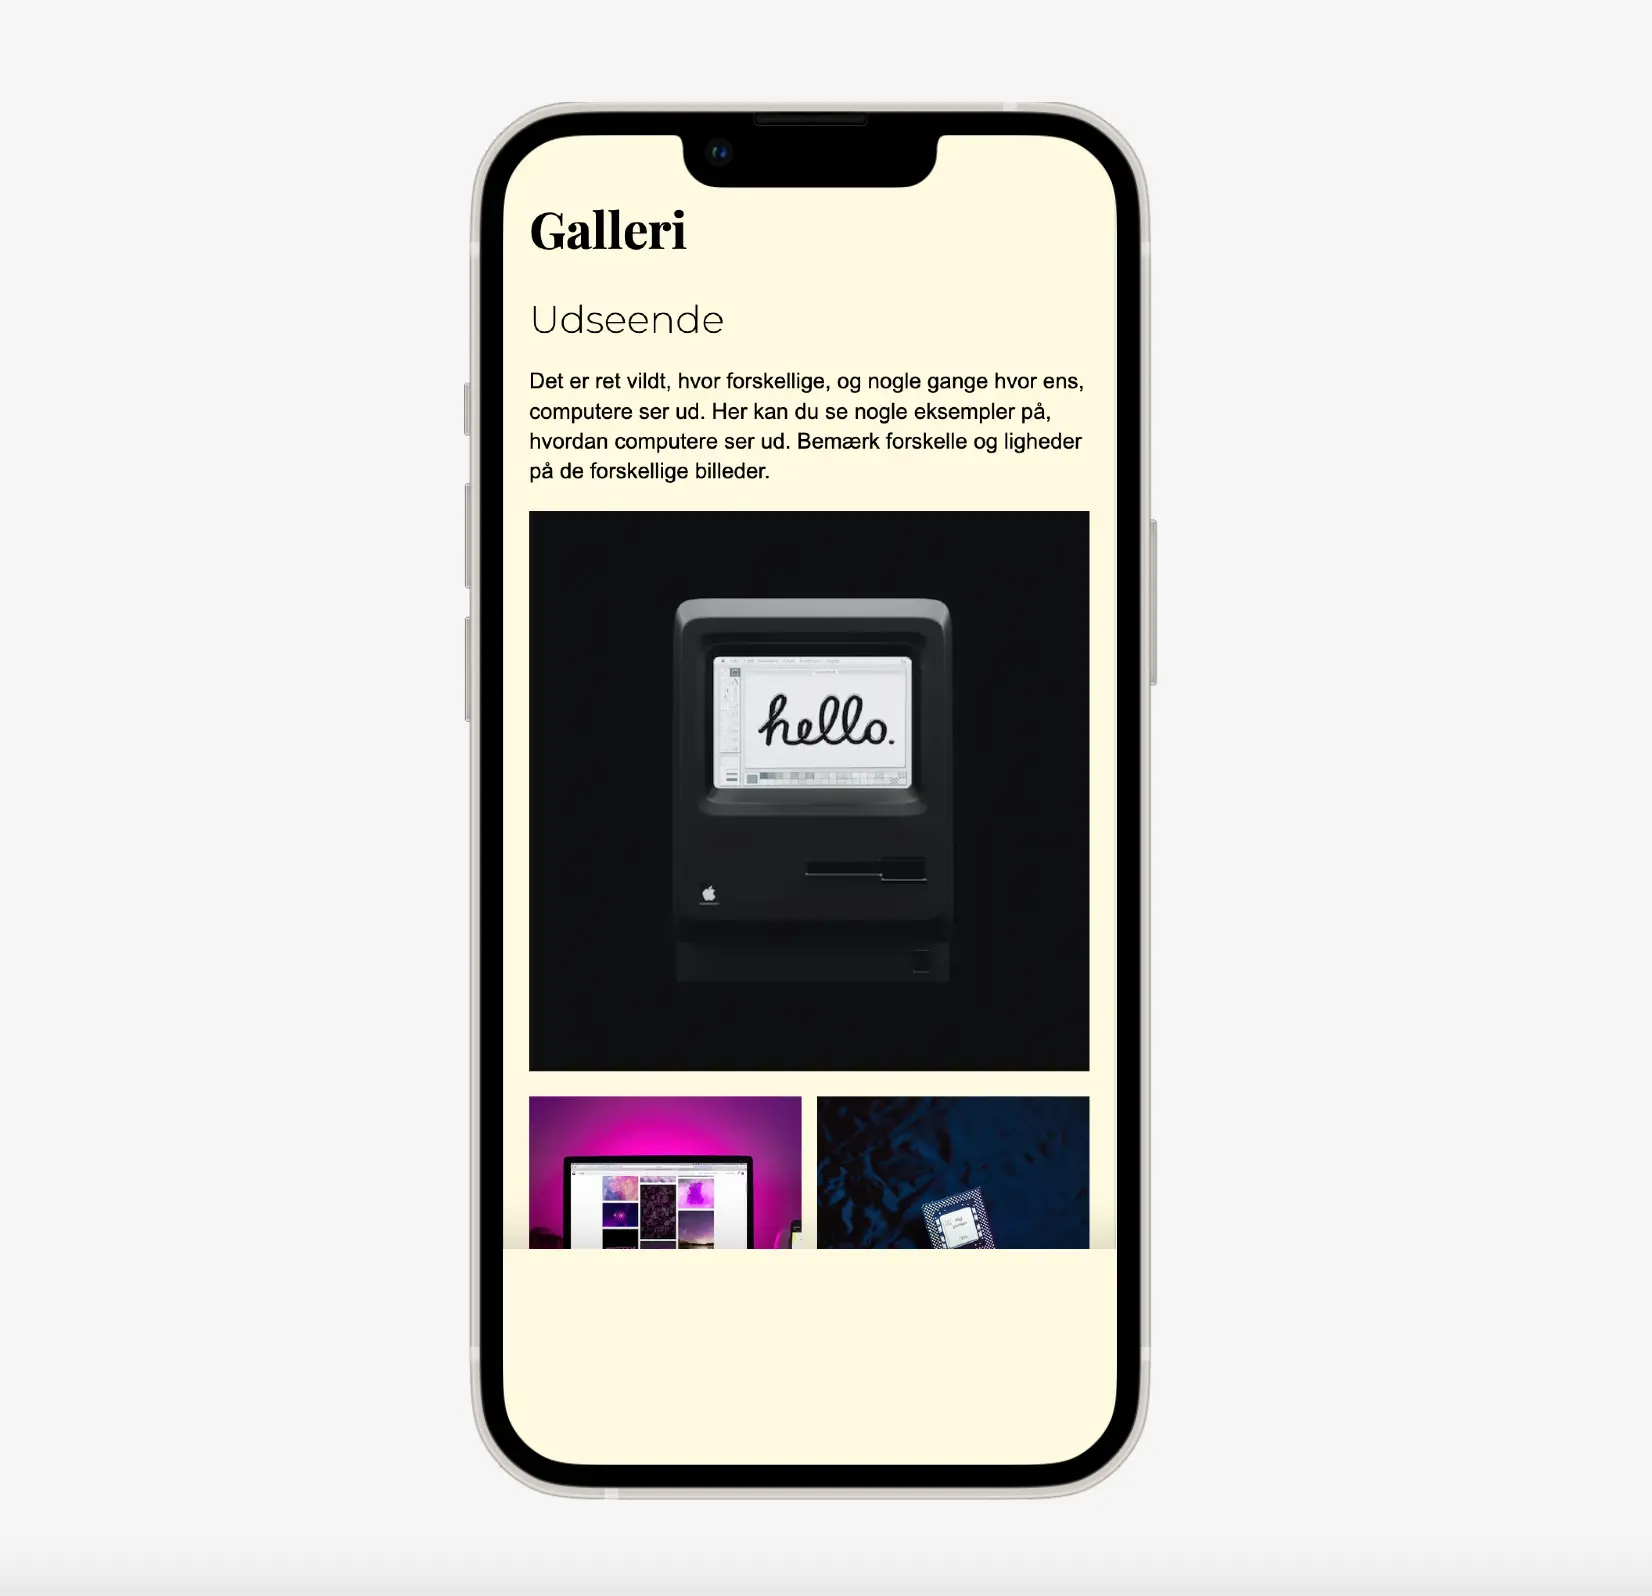 Galleri
Udseende
Det er ret vildt, hvor forskellige, og nogle gange hvor ens,
computere ser ud. Her kan du se nogle eksempler på,
hvordan computere ser ud. Bemærk forskelle og ligheder
på de forskellige billeder.
hello.